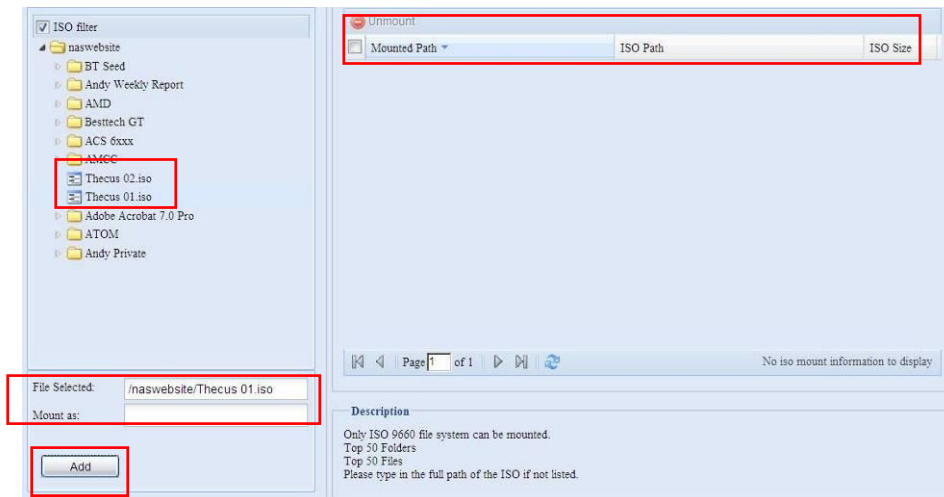 ISO filter
naswebsite
BT Seed
Andy Weekly Report
AMD
Besttech GT
ACS 6xxx
AMCC
Thecus 02.iso
Thecus 01.iso
Adobe Acrobat 7.0 Pro
ATOM
Andy Private
File Selected: /naswebsite/Thecus 01.iso
Mount as:
Add
Unmount
Mounted Path ISO Path ISO Size
Page 1 of 1 No iso mount information to display
Description
Only ISO 9660 file system can be mounted.
Top 50 Folders
Top 50 Files
Please type in the full path of the ISO if not listed.